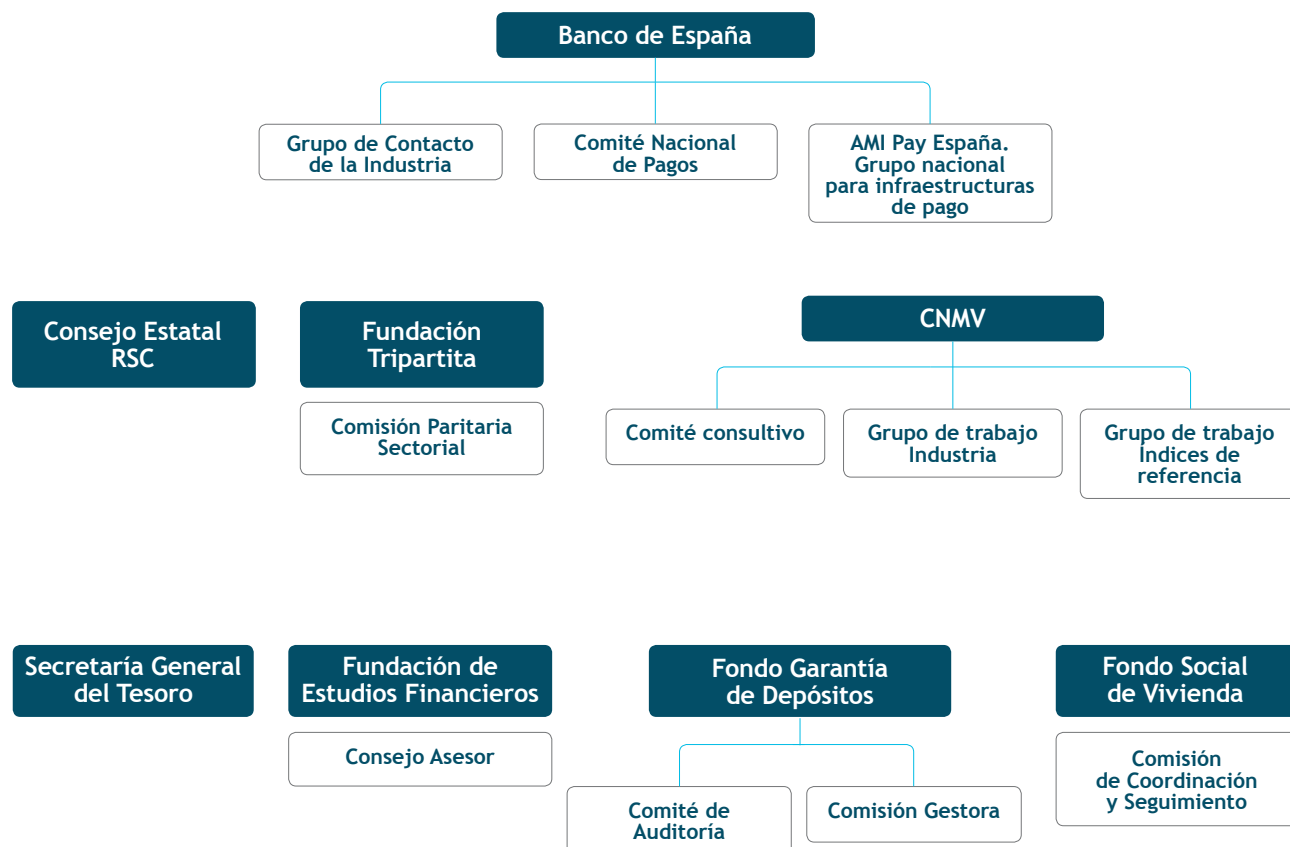 Banco de España
Grupo de Contacto
de la Industria
Comité Nacional
de Pagos
AMI Pay España.
Grupo nacional
para infraestructuras
de pago
Consejo Estatal
RSC
Fundación
Tripartita
Comisión Paritaria
Sectorial
CNMV
Comité consultivo
Grupo de trabajo
Industria
Grupo de trabajo
Índices de
referencia
Secretaría General
del Tesoro
Fundación de
Estudios Financieros
Consejo Asesor
Fondo Garantía
de Depósitos
Comité de
Auditoría
Comisión Gestora
Fondo Social
de Vivienda
Comisión
de Coordinación
y Seguimiento